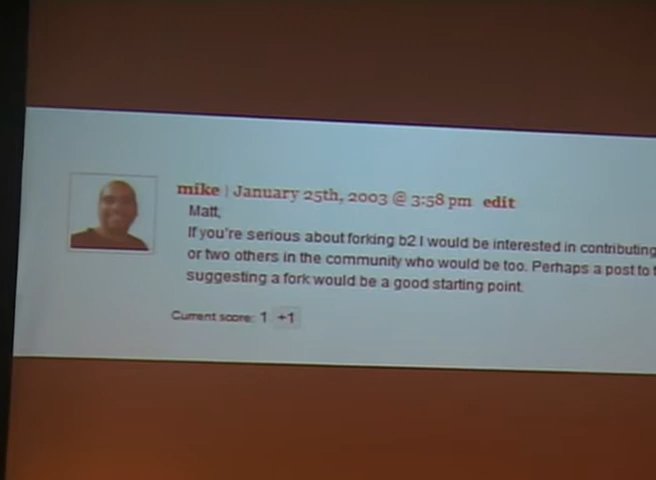 mike | January 25th, 2003 @ 3:58 pm edit
Matt,
If you're serious about forking b2 I would be interested in contributing
or two others in the community who would be too. Perhaps a post to
suggesting a fork would be a good starting point.
Current score: 1 +1